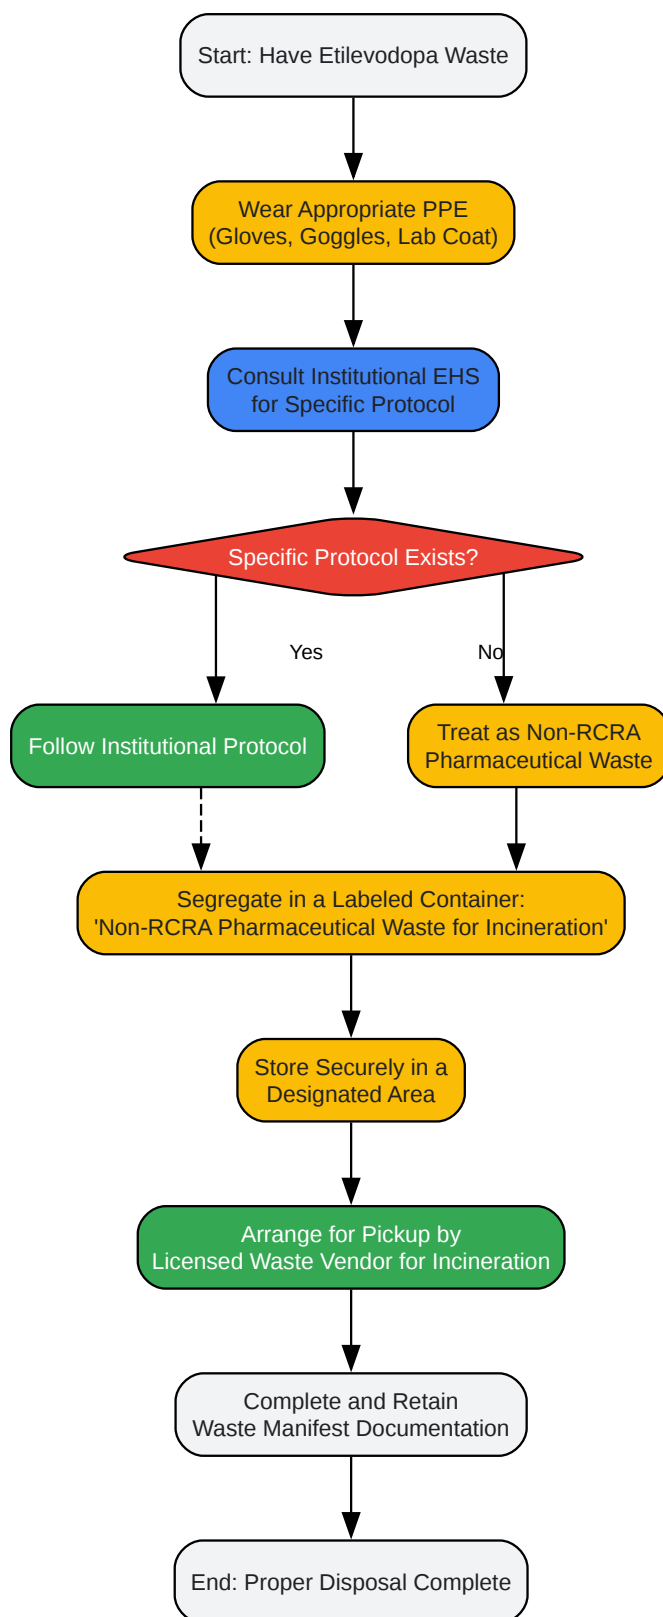 Start: Have Etilevodopa Waste
Wear Appropriate PPE
(Gloves, Goggles, Lab Coat)
Consult Institutional EHS
for Specific Protocol
Specific Protocol Exists?
Yes
No
Follow Institutional Protocol
Treat as Non-RCRA
Pharmaceutical Waste
Segregate in a Labeled Container:
'Non-RCRA Pharmaceutical Waste for Incineration'
Store Securely in a
Designated Area
Arrange for Pickup by
Licensed Waste Vendor for Incineration
Complete and Retain
Waste Manifest Documentation
End: Proper Disposal Complete